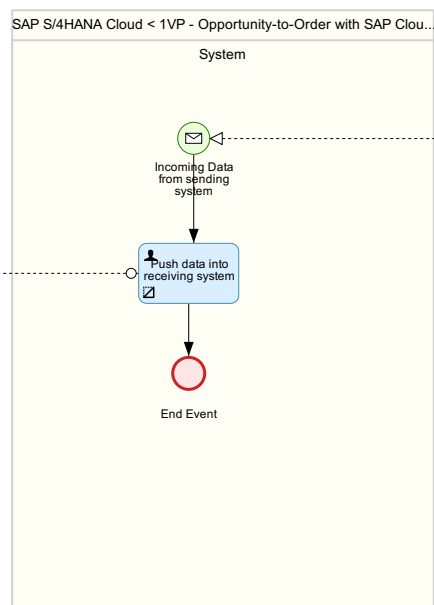 SAP S/4HANA Cloud < 1VP - Opportunity-to-Order with SAP Clou...
System
Incoming Data
from sending
system
Push data into
receiving system
End Event